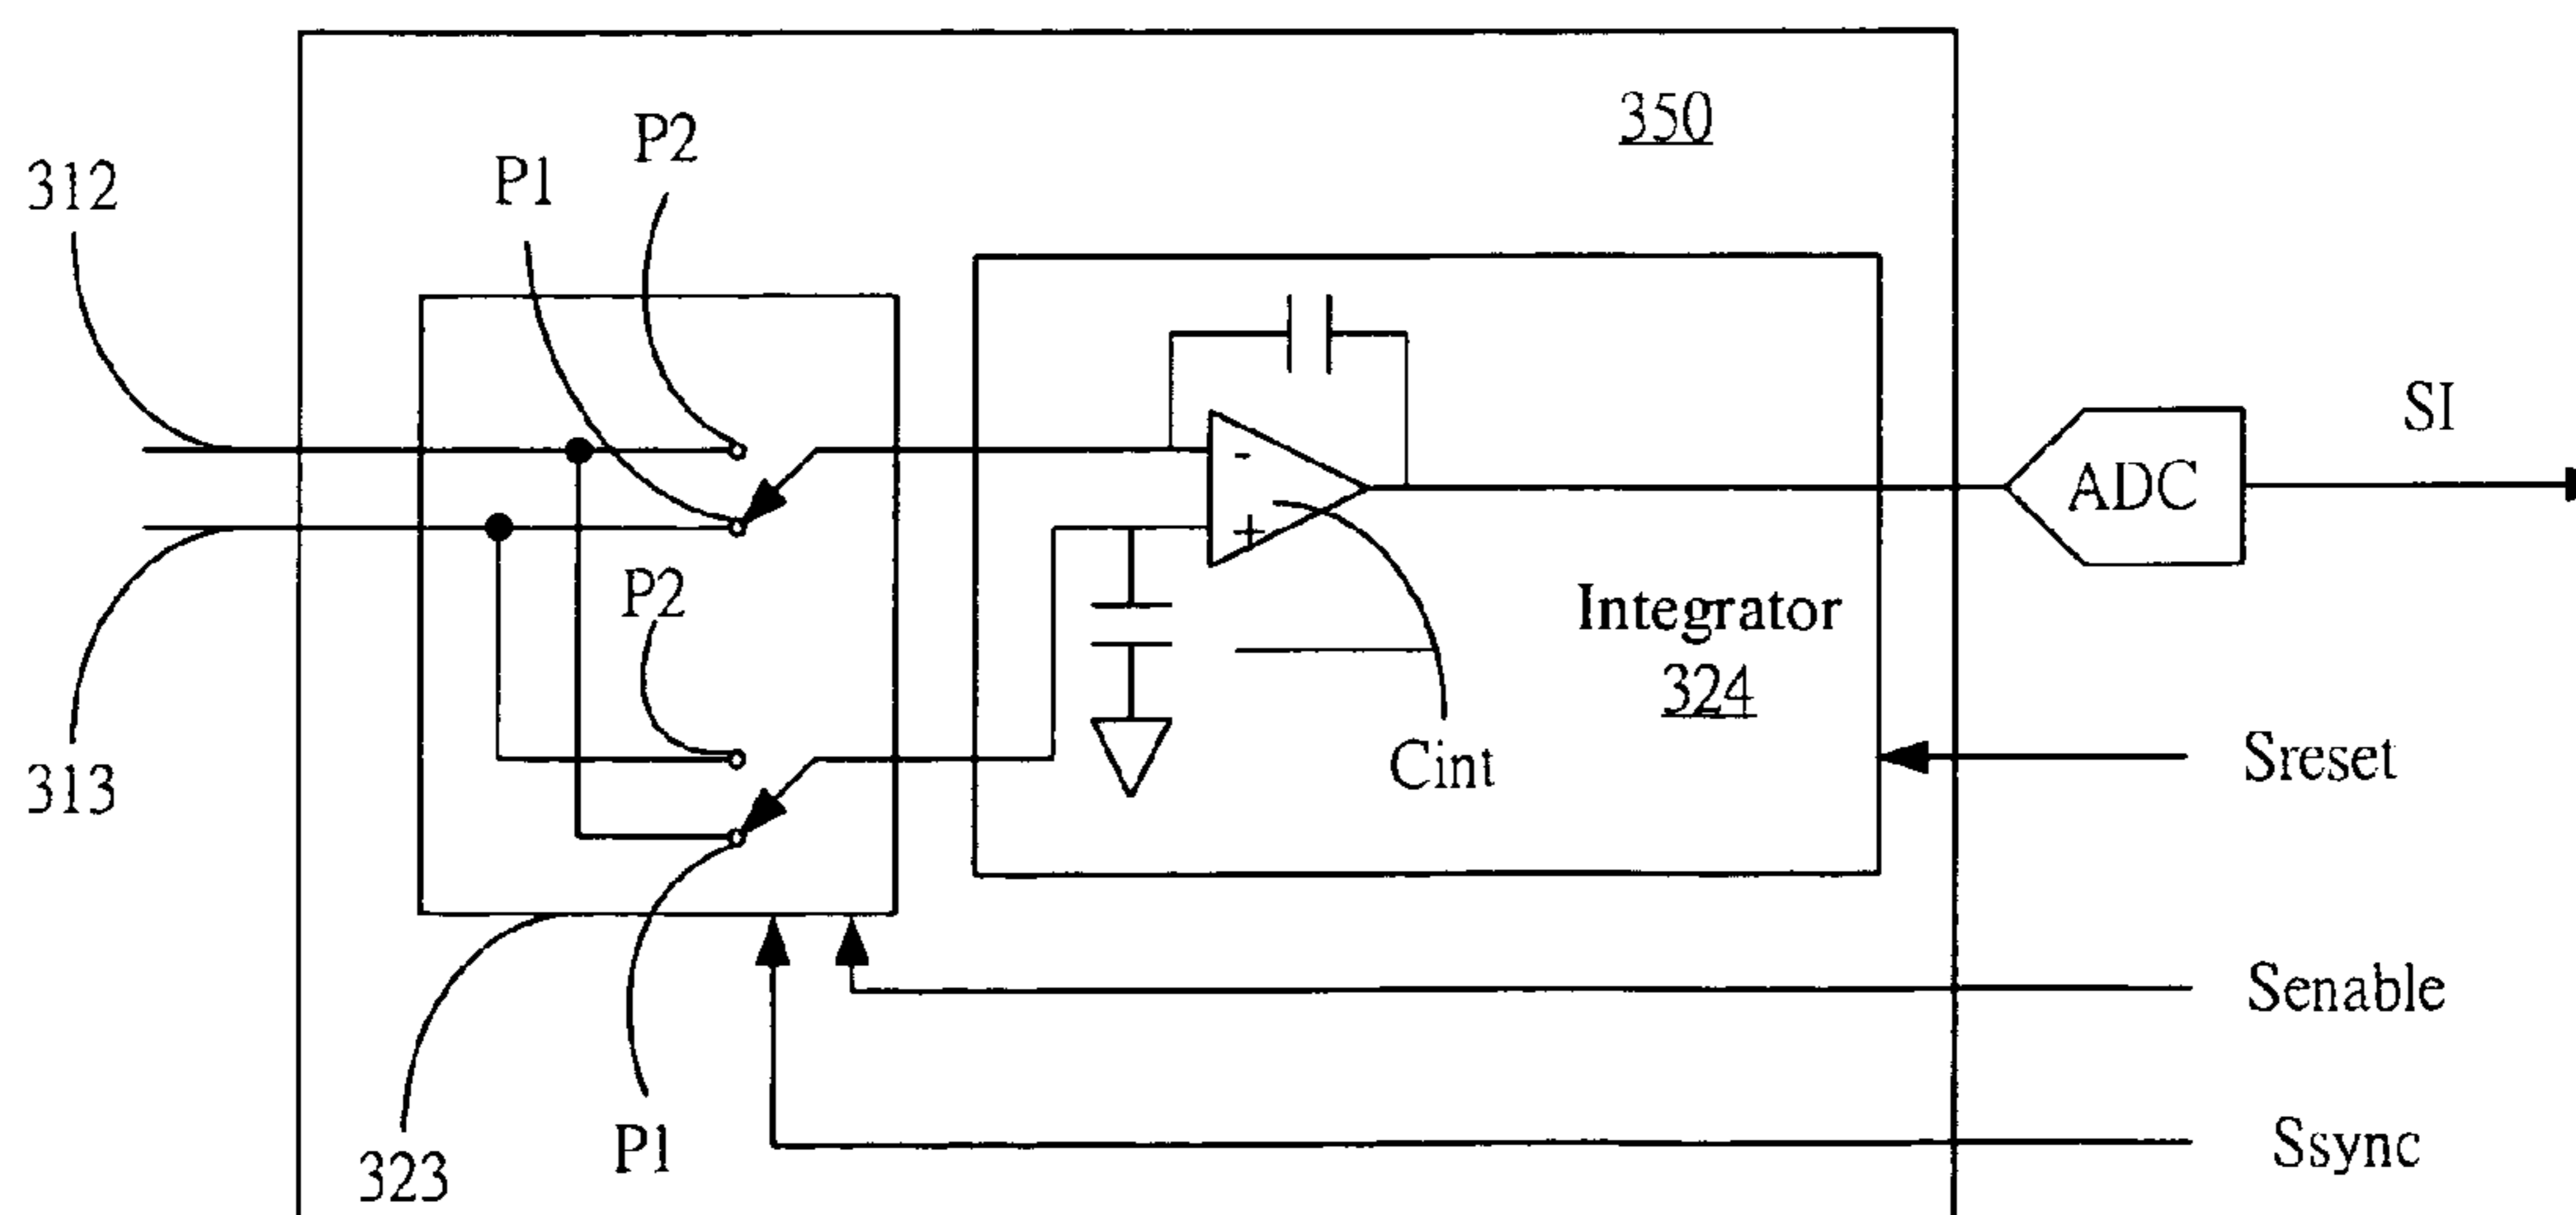 350
P2
P1
312
SI
ADC
-
+
P2
Integrator
324
313
Cint
Sreset
Senable
P1
323
Ssync